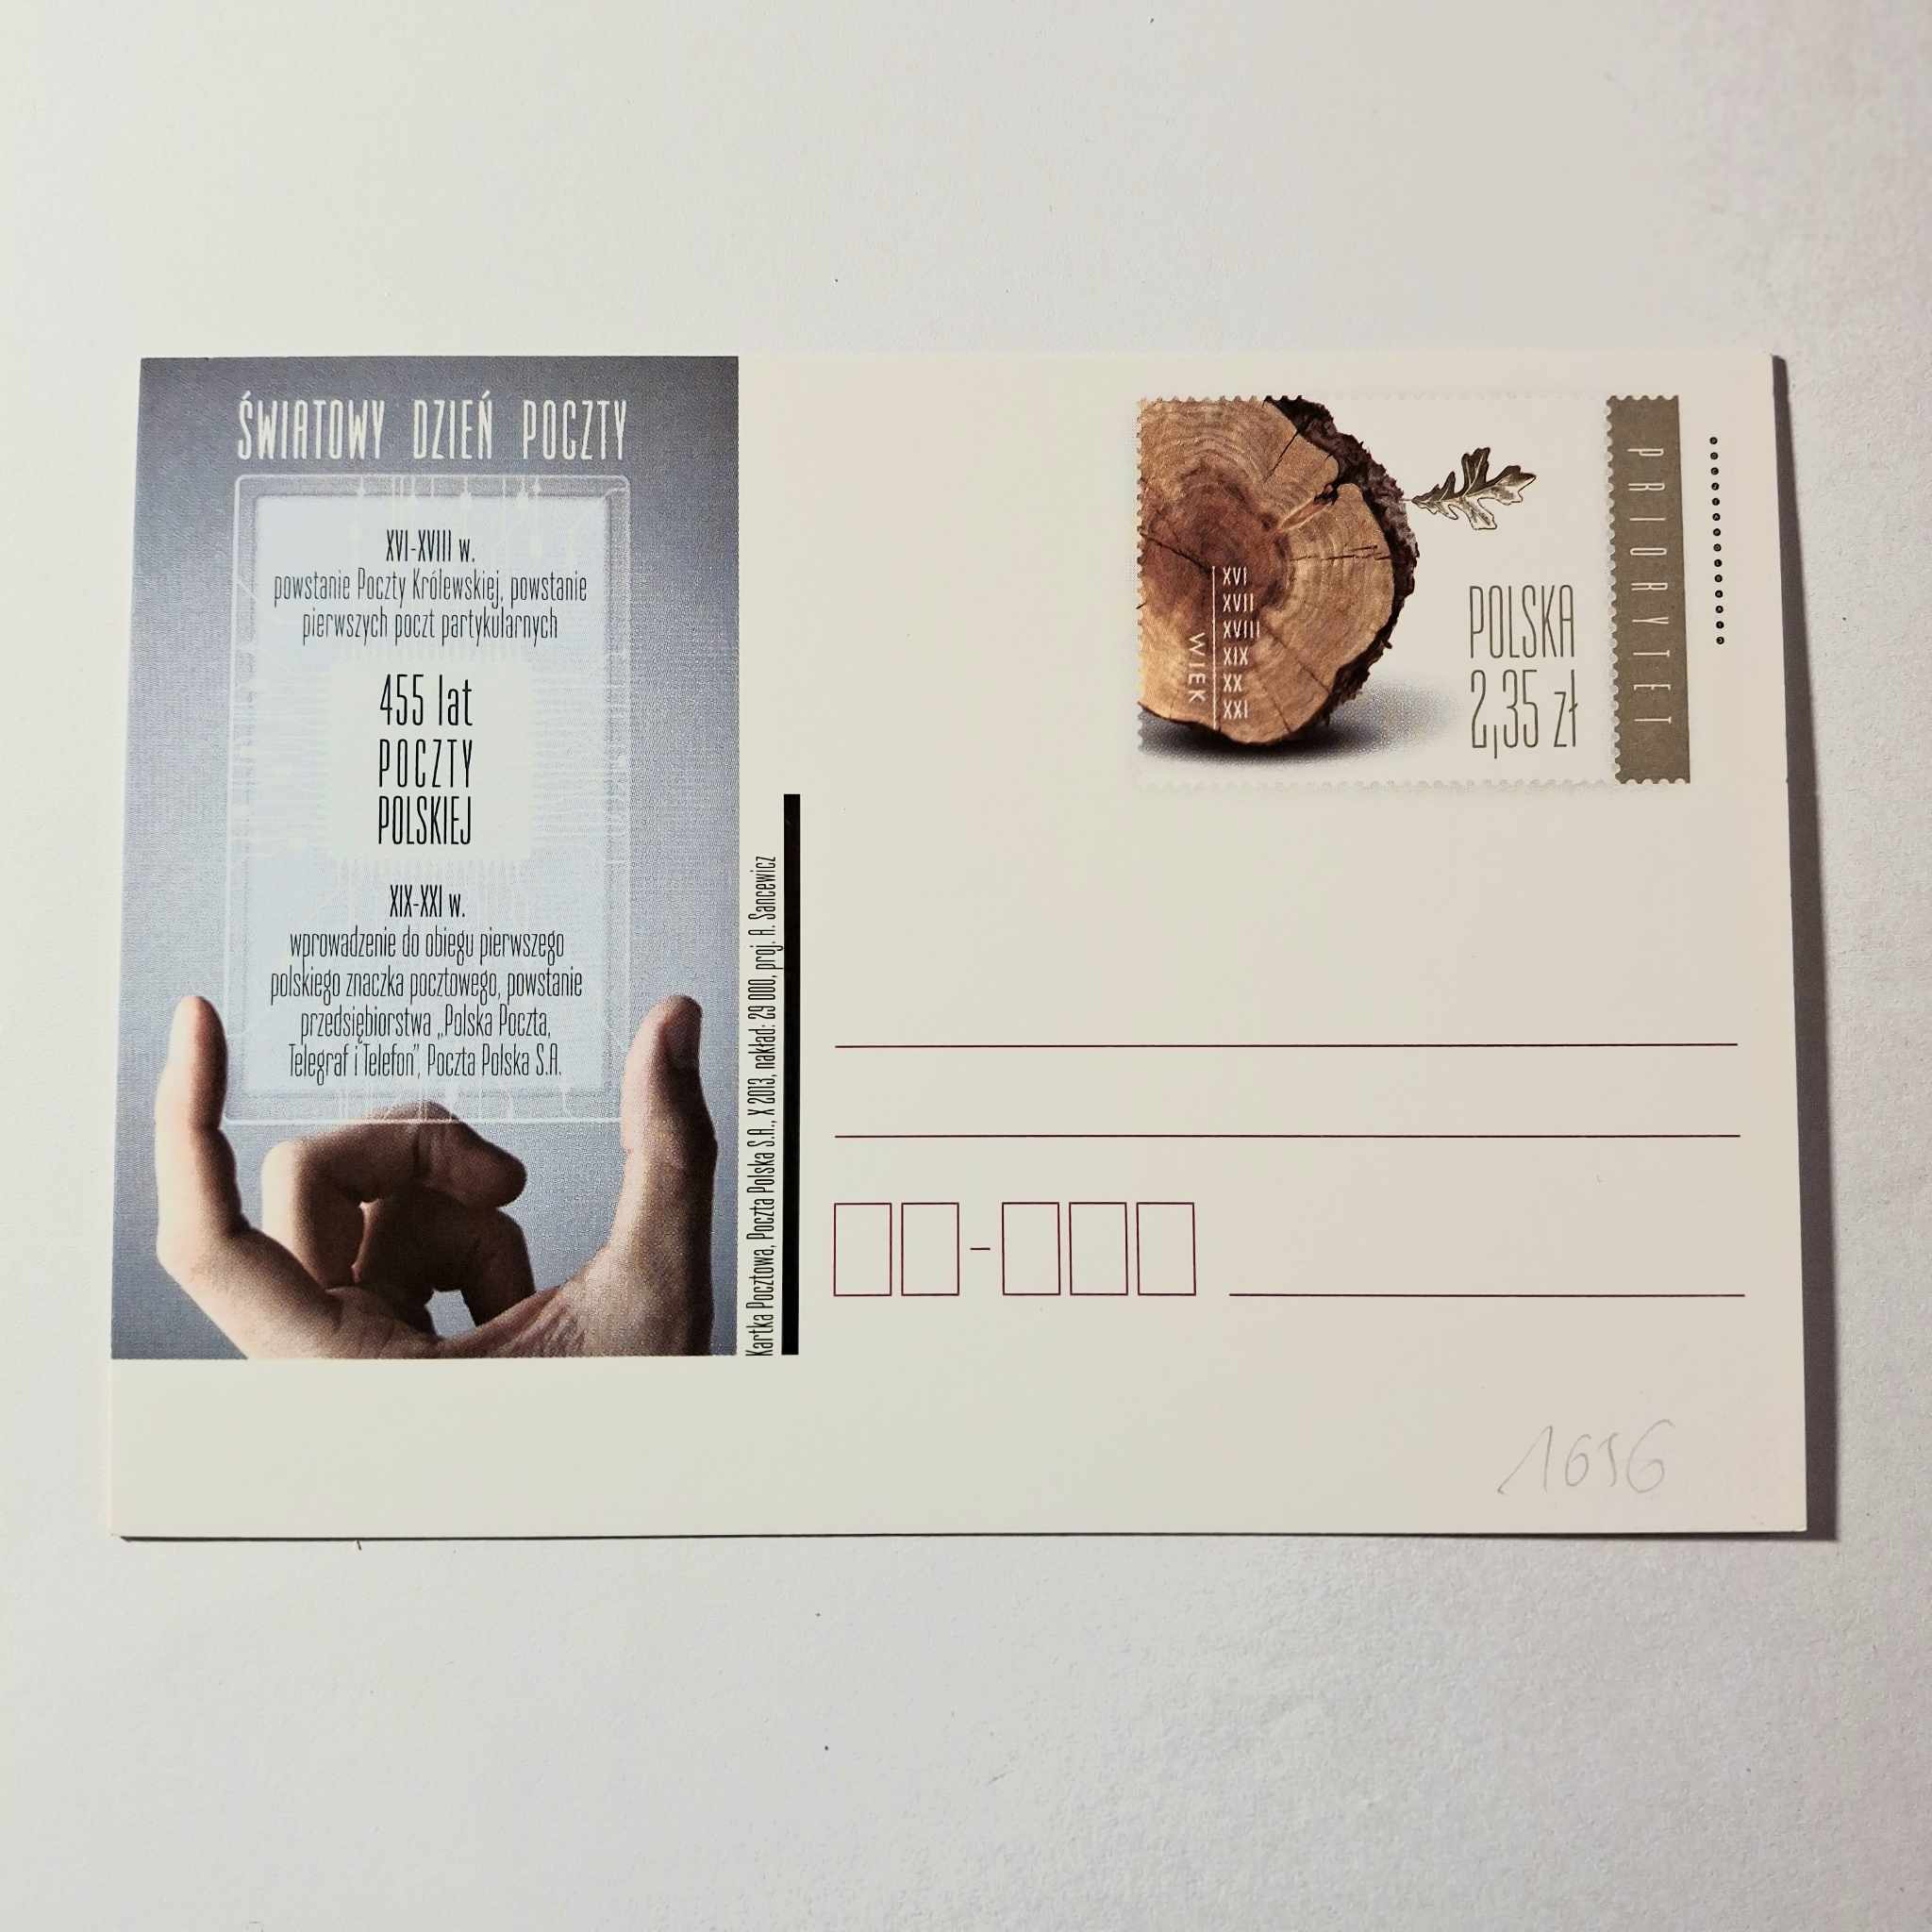 ŚWIATOWY DZIEŃ POCZTY
XVI-XVIII w.
powstanie Poczty Królewskiej, powstanie
pierwszych poczt partykularnych
455 lat
POCZTY
POLSKIEJ
XIX-XXI w.
wprowadzenie do obiegu pierwszego
polskiego znaczka pocztowego, powstanie
przedsiębiorstwa „Polska Poczta,
Telegraf i Telefon”, Poczta Polska S.A.
Kartka Pocztowa, Poczta Polska S.A., X 2013, nakład: 29 000, proj. A. Sancewicz
WIEK
XVI
XVII
XVIII
XIX
XX
XXI
POLSKA
2,35 zł
PRIORYTET
1656